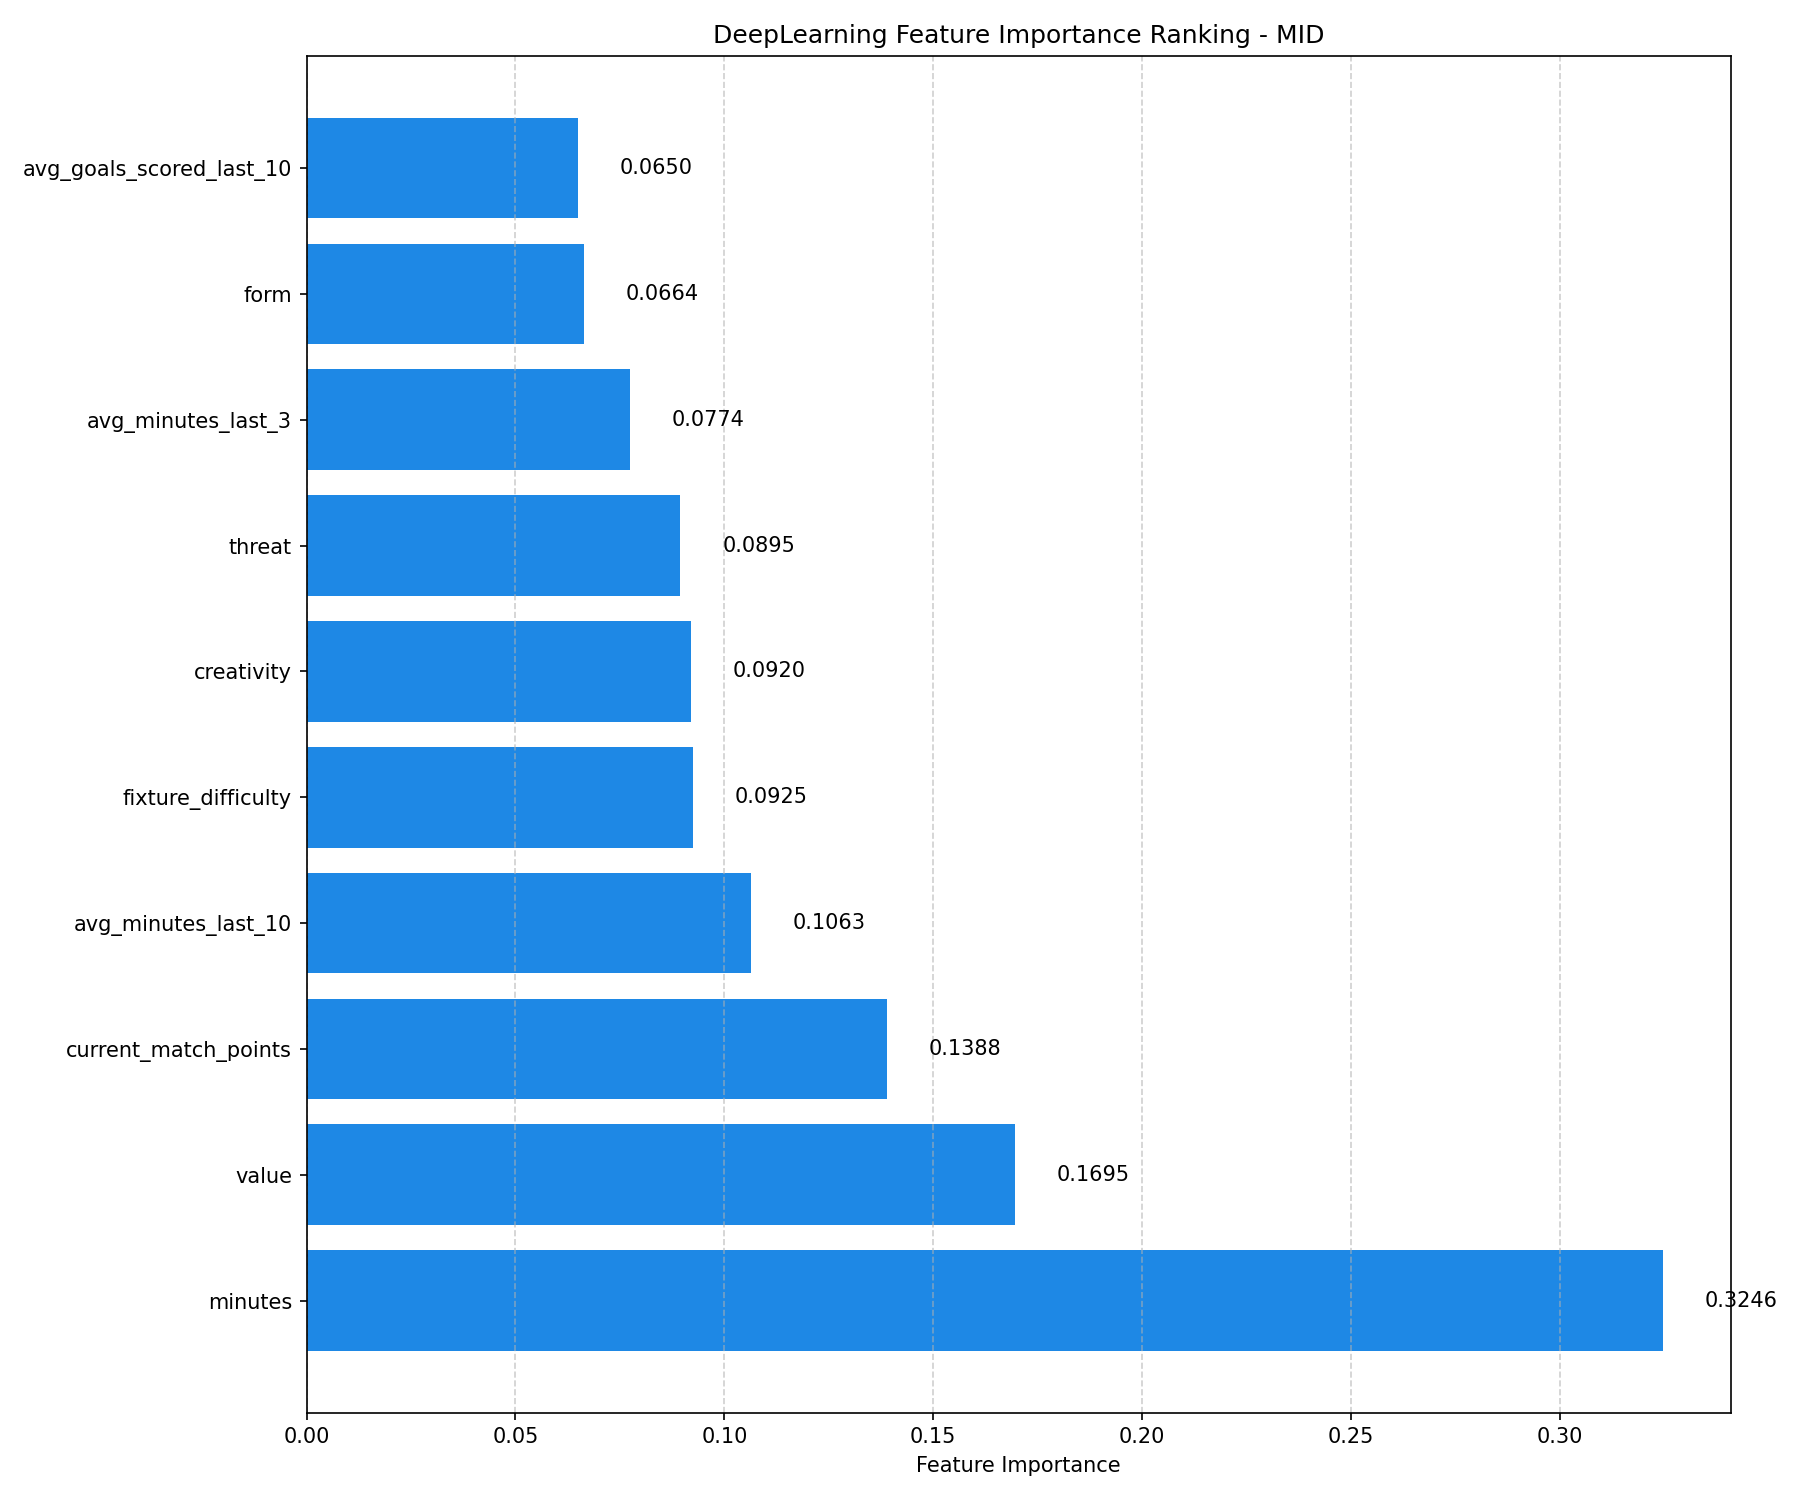 DeepLearning Feature Importance Ranking - MID
avg_goals_scored_last_10 0.0650
form 0.0664
avg_minutes_last_3 0.0774
threat 0.0895
creativity 0.0920
fixture_difficulty 0.0925
avg_minutes_last_10 0.1063
current_match_points 0.1388
value 0.1695
minutes 0.3246
0.00 0.05 0.10 0.15 0.20 0.25 0.30
Feature Importance